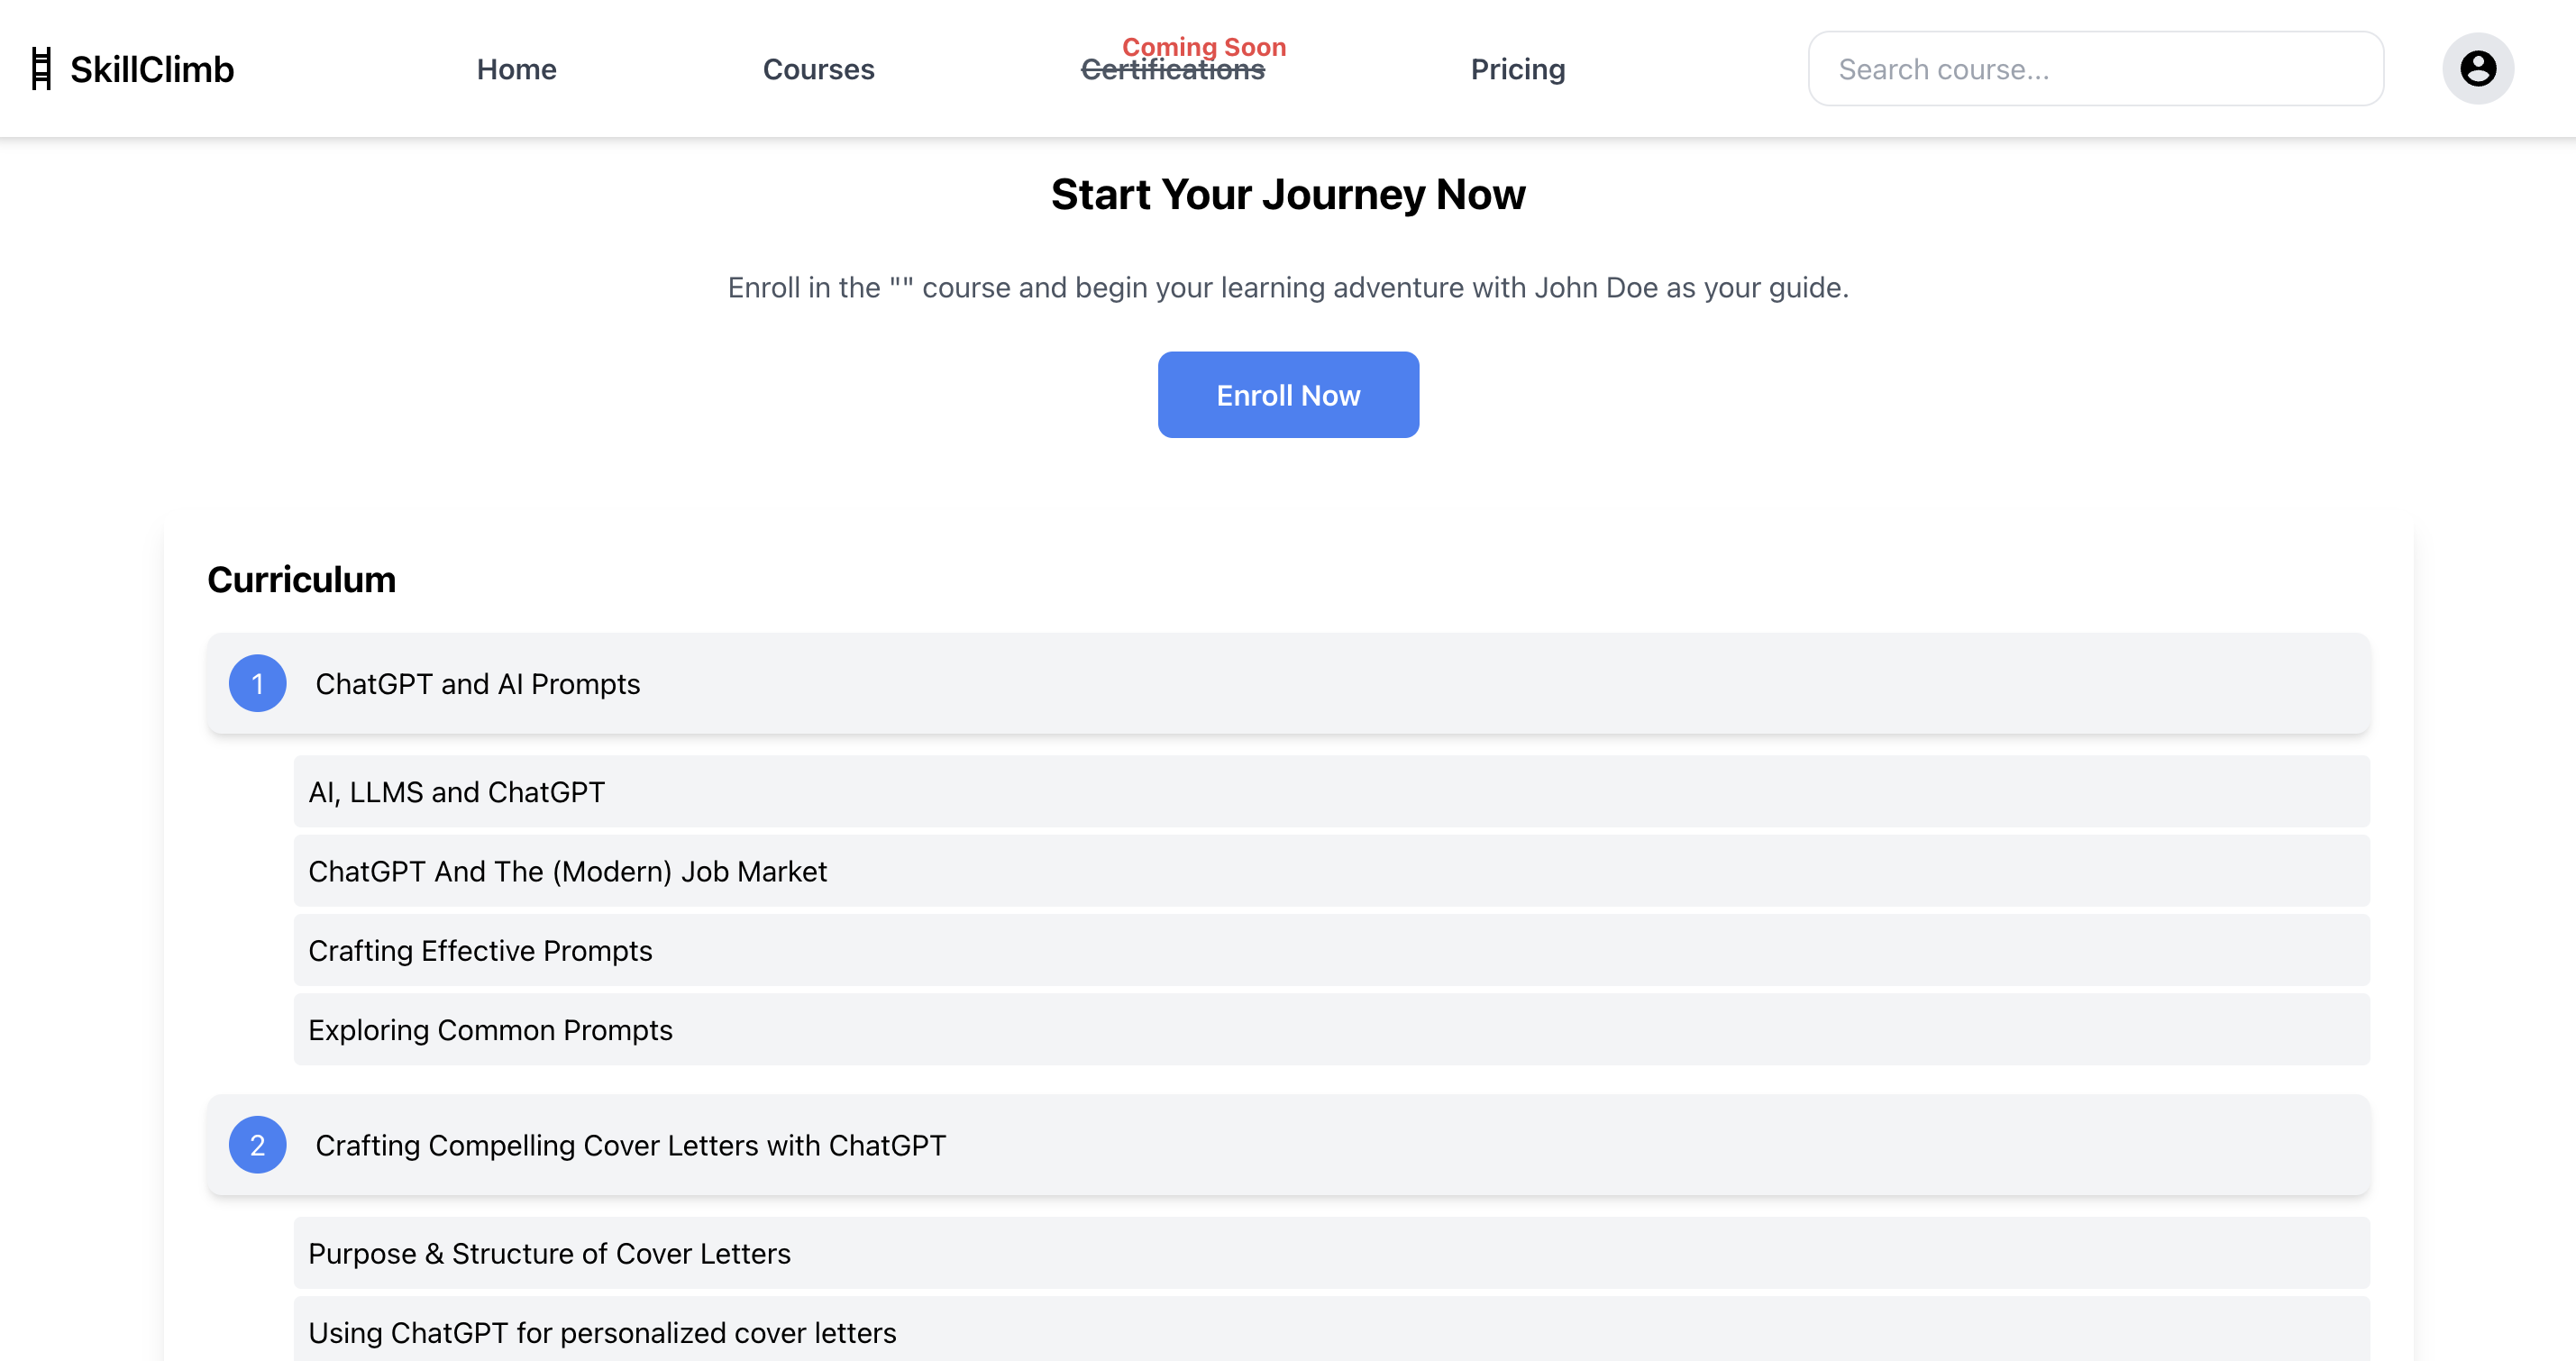 SkillClimb
Home
Courses
Coming Soon
Certifications
Pricing
Search course...
Start Your Journey Now
Enroll in the "" course and begin your learning adventure with John Doe as your guide.
Enroll Now
Curriculum
1 ChatGPT and AI Prompts
AI, LLMS and ChatGPT
ChatGPT And The (Modern) Job Market
Crafting Effective Prompts
Exploring Common Prompts
2 Crafting Compelling Cover Letters with ChatGPT
Purpose & Structure of Cover Letters
Using ChatGPT for personalized cover letters